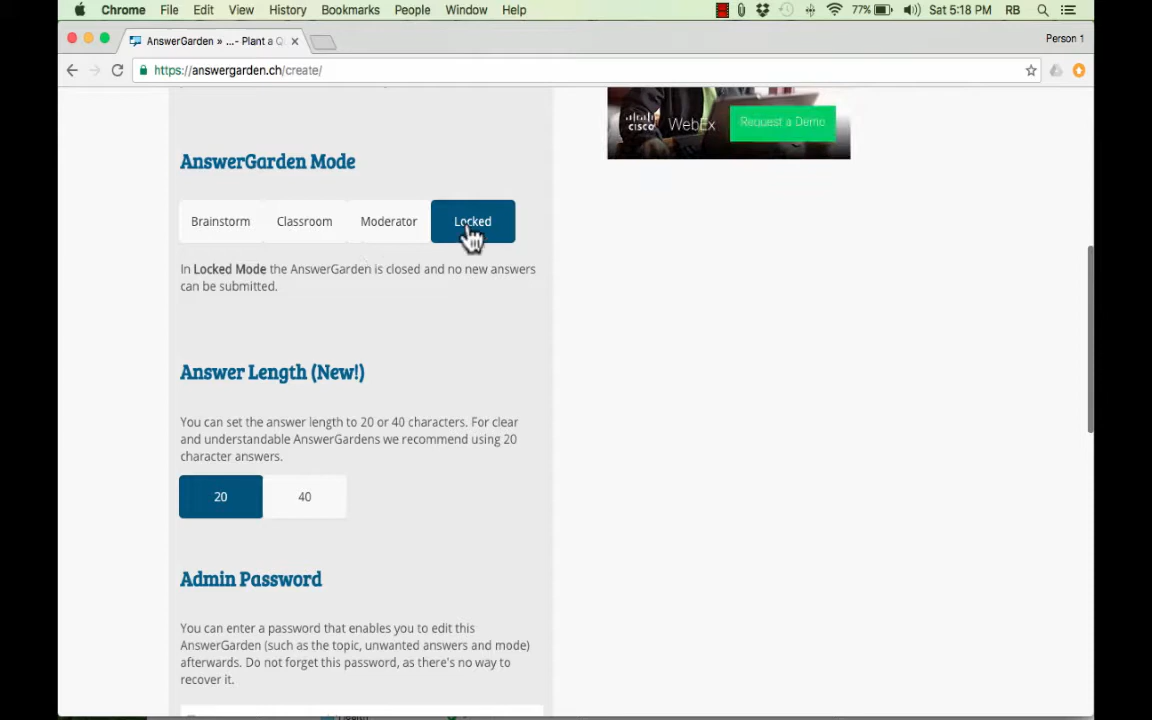 Chrome File Edit View History Bookmarks People Window Help 77% Sat 5:18 PM RB
AnswerGarden » ...- Plant a Q Person 1
https://answergarden.ch/create/
CISCO WebEx Request a Demo
AnswerGarden Mode
Brainstorm Classroom Moderator Locked
In Locked Mode the AnswerGarden is closed and no new answers
can be submitted.
Answer Length (New!)
You can set the answer length to 20 or 40 characters. For clear
and understandable AnswerGardens we recommend using 20
character answers.
20 40
Admin Password
You can enter a password that enables you to edit this
AnswerGarden (such as the topic, unwanted answers and mode)
afterwards. Do not forget this password, as there's no way to
recover it.